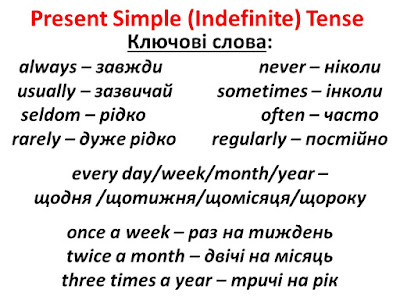 Present Simple (Indefinite) Tense
Ключові слова:
always – завжди never – ніколи
usually – зазвичай sometimes – інколи
seldom – рідко often – часто
rarely – дуже рідко regularly – постійно
every day/week/month/year –
щодня /щотижня/щомісяця/щороку
once a week – раз на тиждень
twice a month – двічі на місяць
three times a year – тричі на рік